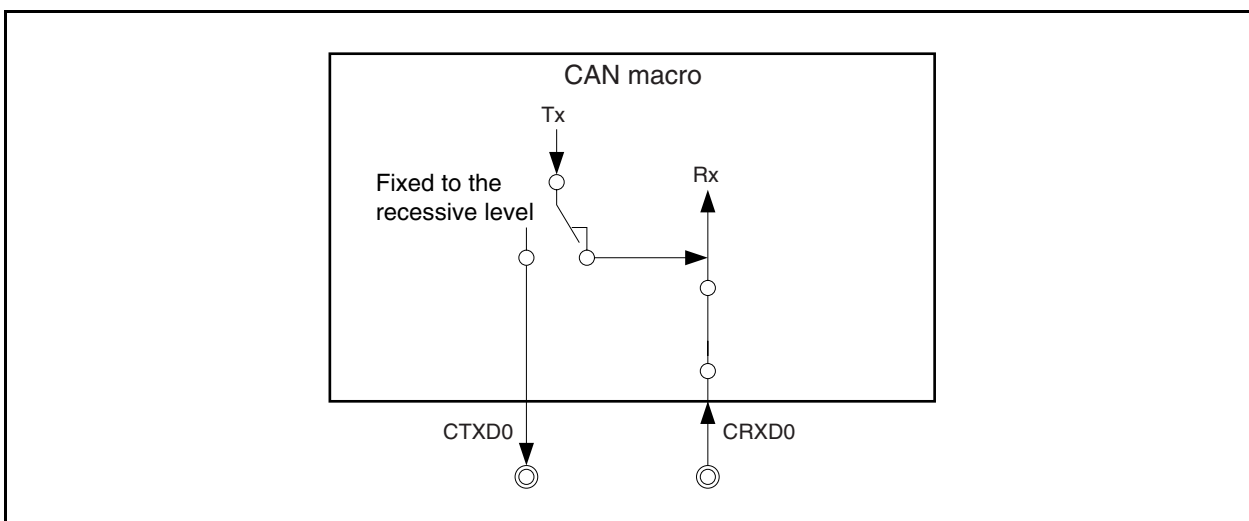 CAN macro
Tx
Rx
Fixed to the
recessive level
CTXD0
CRXD0